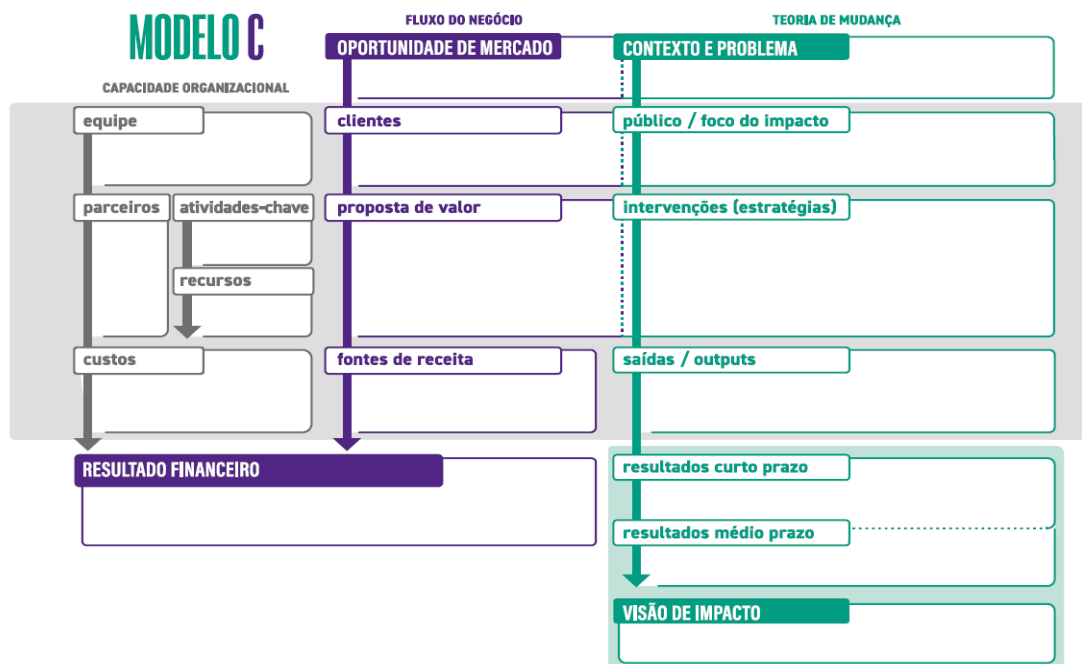 MODELO C
FLUXO DO NEGÓCIO
TEORIA DE MUDANÇA
OPORTUNIDADE DE MERCADO
CONTEXTO E PROBLEMA
CAPACIDADE ORGANIZACIONAL
equipe
clientes
público / foco do impacto
parceiros
atividades-chave
proposta de valor
intervenções (estratégias)
recursos
custos
fontes de receita
saídas / outputs
RESULTADO FINANCEIRO
resultados curto prazo
resultados médio prazo
VISÃO DE IMPACTO